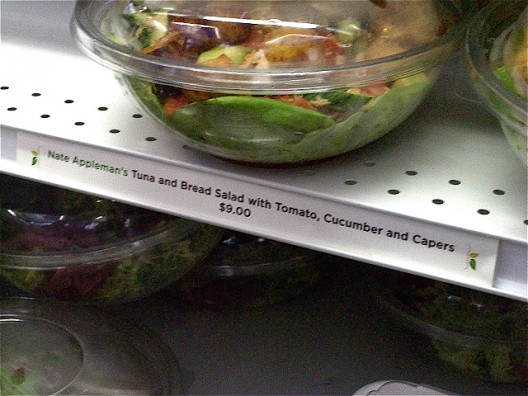 Nate Appleman's Tuna and Bread Salad with Tomato, Cucumber and Capers
$9.00